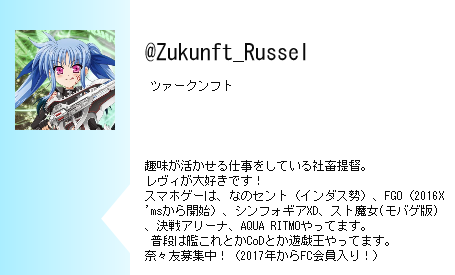 @Zukunft_Russel
ツァークンフト
趣味が活かせる仕事をしている社畜提督。
レヴィが大好きです！
スマホゲーは、なのセント（インダス勢）、FGO（2016X
'msから開始）、シンフォギアXD、スト魔女(モバゲ版)
、決戦アリーナ、AQUA RITMOやってます。
普段は艦これとかCoDとか遊戯王やってます。
奈々友募集中！（2017年からFC会員入り！）